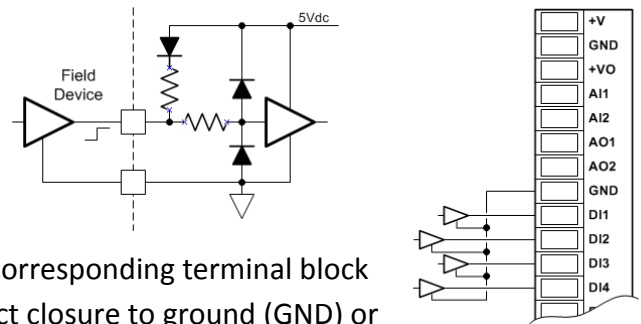 5Vdc
Field
Device
+V
GND
+VO
AI1
AI2
AO1
AO2
GND
DI1
DI2
DI3
DI4
orresponding terminal block
ct closure to ground (GND) or